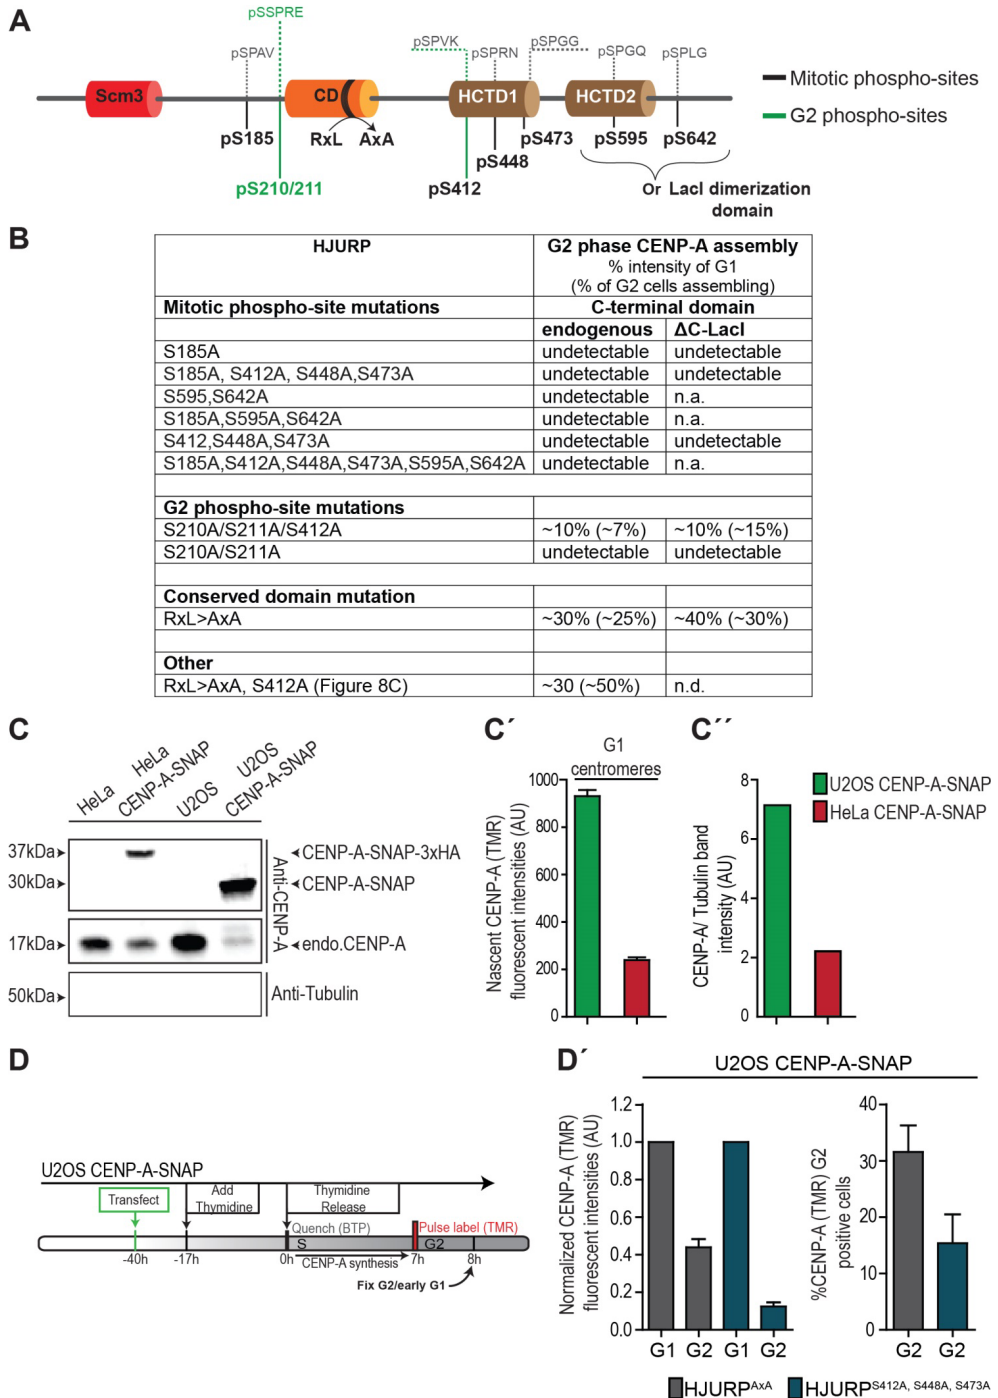 A
pSSPRE
pSPAV
pSPVK
pSPRN
pSPGG
pSPGQ
pSPLG
Scm3
CD
HCTD1
HCTD2
Mitotic phospho-sites
G2 phospho-sites
pS185
RxL
AxA
pS473
pS595
pS642
pS448
pS210/211
pS412
Or LacI dimerization
domain
B
HJURP
G2 phase CENP-A assembly
% intensity of G1
(% of G2 cells assembling)
Mitotic phospho-site mutations C-terminal domain
endogenous ΔC-LacI
S185A undetectable undetectable
S185A, S412A, S448A,S473A undetectable undetectable
S595,S642A undetectable n.a.
S185A,S595A,S642A undetectable n.a.
S412,S448A,S473A undetectable undetectable
S185A,S412A,S448A,S473A,S595A,S642A undetectable n.a.
G2 phospho-site mutations
S210A/S211A/S412A ~10% (~7%) ~10% (~15%)
S210A/S211A undetectable undetectable
Conserved domain mutation
RxL>AxA ~30% (~25%) ~40% (~30%)
Other
RxL>AxA, S412A (Figure 8C) ~30 (~50%) n.d.
C
HeLa
HeLa
CENP-A-SNAP
U2OS
U2OS
CENP-A-SNAP
37kDa
30kDa
17kDa
50kDa
CENP-A-SNAP-3xHA
CENP-A-SNAP
endo.CENP-A
Anti-CENP-A
Anti-Tubulin
C´
G1
centromeres
Nascent CENP-A (TMR)
fluorescent intensities (AU)
1000
800
600
400
200
0
C´´
CENP-A/ Tubulin band
intensity (AU)
8
6
4
2
0
U2OS CENP-A-SNAP
HeLa CENP-A-SNAP
D
U2OS CENP-A-SNAP
Transfect
Add
Thymidine
Thymidine
Release
Quench (BTP)
Pulse label (TMR)
S
G2
CENP-A synthesis
-40h
-17h
0h
7h
8h
Fix G2/early G1
D´
U2OS CENP-A-SNAP
Normalized CENP-A (TMR)
fluorescent intensities (AU)
1.2
1.0
0.8
0.6
0.4
0.2
0
G1 G2 G1 G2
%CENP-A (TMR) G2
positive cells
40
30
20
10
0
G2 G2
HJURP^AxA
HJURP^S412A, S448A, S473A